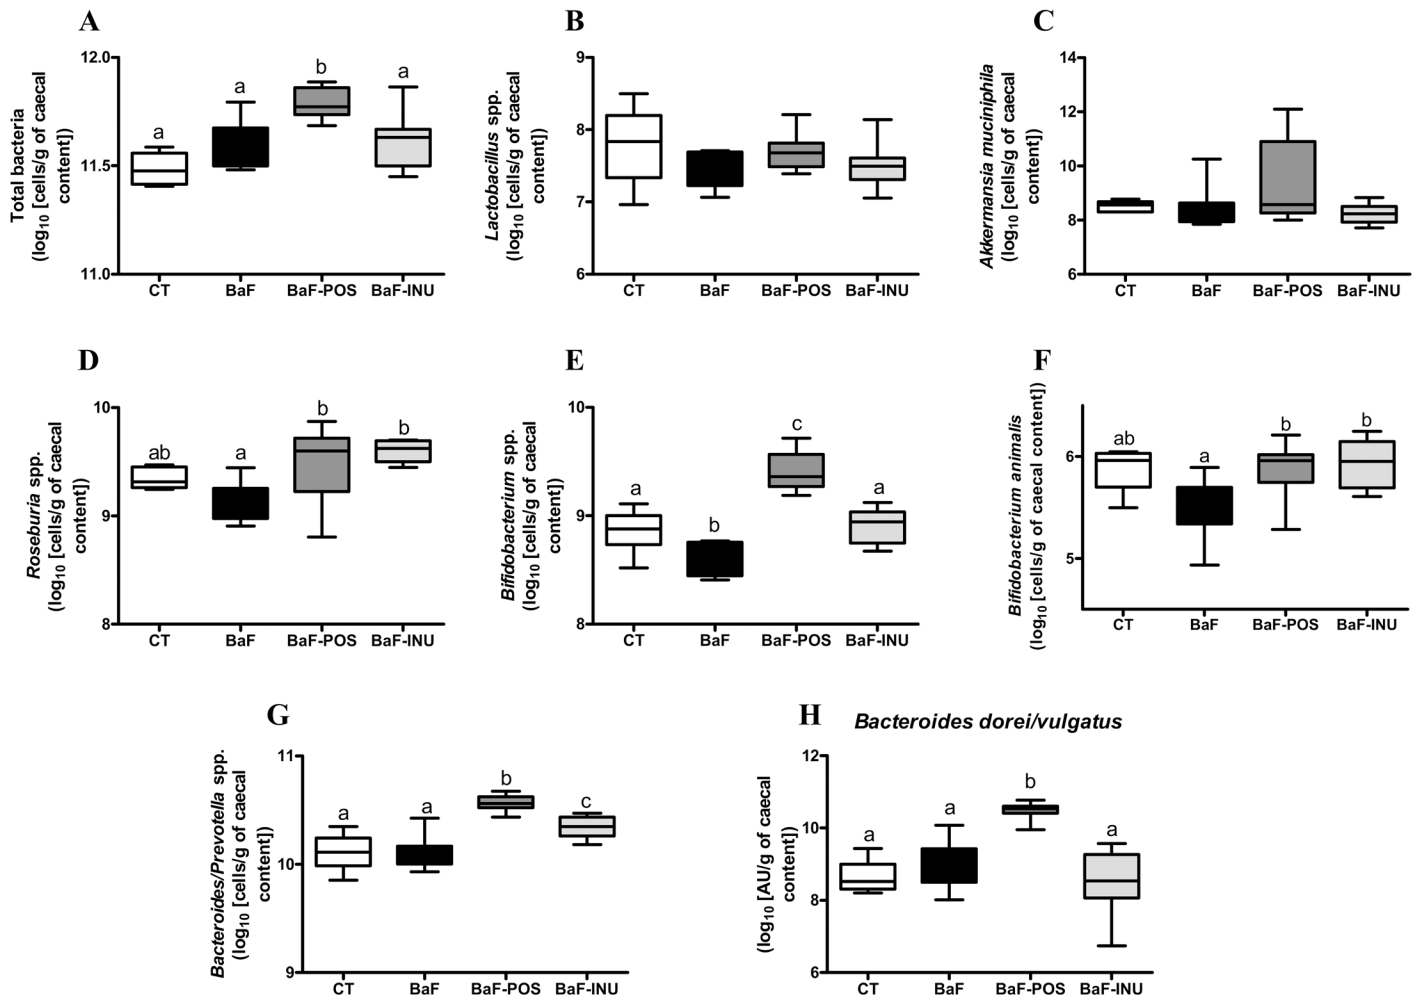 A
Total bacteria
(log10 [cells/g of caecal
content])
12.0
11.5
11.0
a
a
b
a
CT
BaF
BaF-POS
BaF-INU
B
Lactobacillus spp.
(log10 [cells/g of caecal
content])
9
8
7
6
CT
BaF
BaF-POS
BaF-INU
C
Akkermansia muciniphila
(log10 [cells/g of caecal
content])
14
12
10
8
6
CT
BaF
BaF-POS
BaF-INU
D
Roseburia spp.
(log10 [cells/g of caecal
content])
10
9
8
ab
a
b
b
CT
BaF
BaF-POS
BaF-INU
E
Bifidobacterium spp.
(log10 [cells/g of caecal
content])
10
9
8
a
b
c
a
CT
BaF
BaF-POS
BaF-INU
F
Bifidobacterium animalis
(log10 [cells/g of caecal content])
6
5
ab
a
b
b
CT
BaF
BaF-POS
BaF-INU
G
Bacteroides/Prevotella spp.
(log10 [cells/g of caecal
content])
11
10
9
a
a
b
c
CT
BaF
BaF-POS
BaF-INU
H
Bacteroides dorei/vulgatus
(log10 [AU/g of caecal
content])
12
10
8
6
a
a
b
a
CT
BaF
BaF-POS
BaF-INU